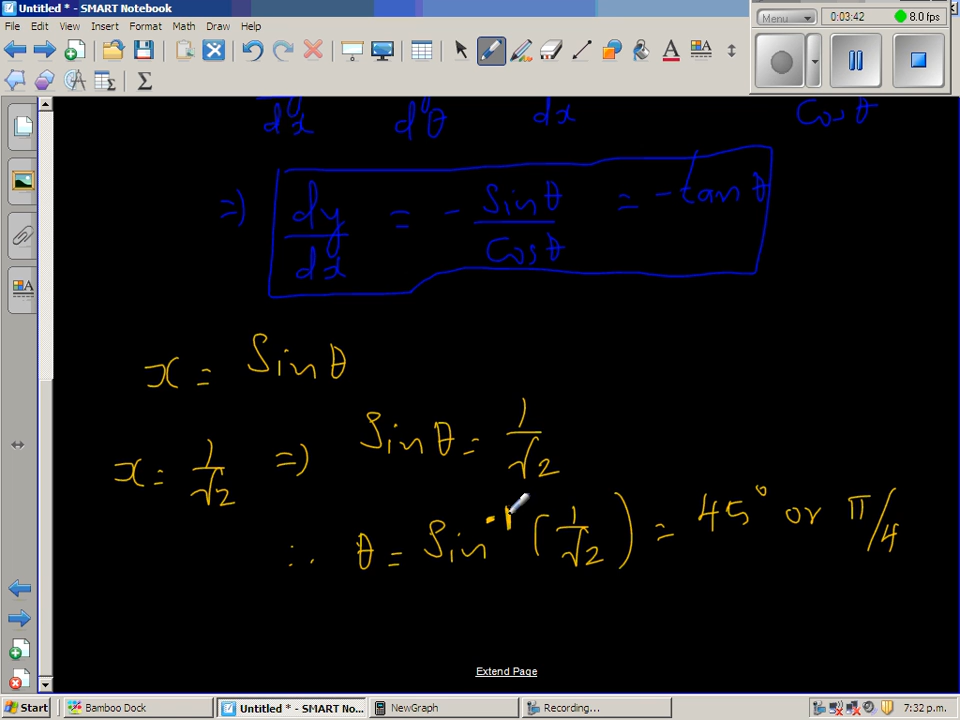 Untitled * - SMART Notebook
File Edit View Insert Format Math Draw Help
Menu
0:03:42 8.0 fps
dx dθ dx cosθ
=) dy/dx = - Sinθ/Cosθ = -tanθ
x = Sinθ
x = 1/√2 =) Sinθ = 1/√2
∴ θ = Sin⁻¹ (1/√2) = 45° or π/4
Extend Page
Start Bamboo Dock Untitled * - SMART No... NewGraph Recording... 7:32 p.m.